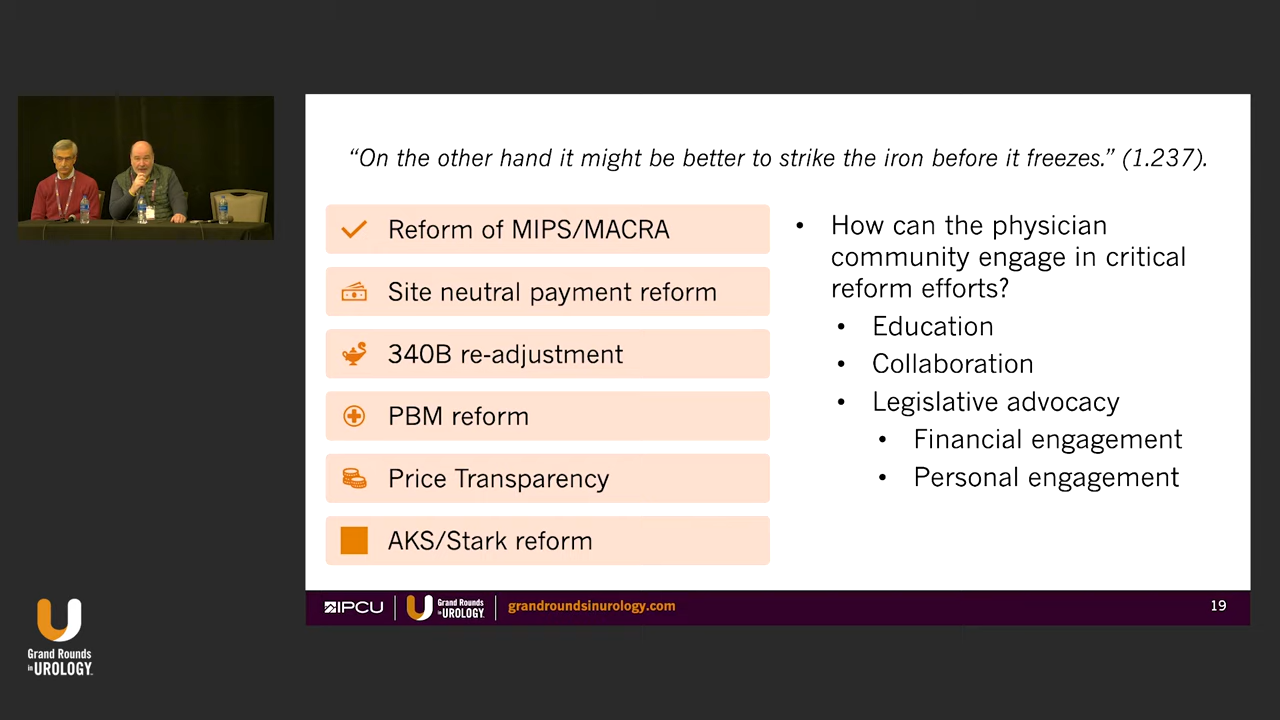 “On the other hand it might be better to strike the iron before it freezes.” (1.237).
Reform of MIPS/MACRA
Site neutral payment reform
340B re-adjustment
PBM reform
Price Transparency
AKS/Stark reform
• How can the physician
community engage in critical
reform efforts?
• Education
• Collaboration
• Legislative advocacy
• Financial engagement
• Personal engagement
IPCU
Grand Rounds
in UROLOGY
grandroundsinurology.com
19
Grand Rounds
in UROLOGY